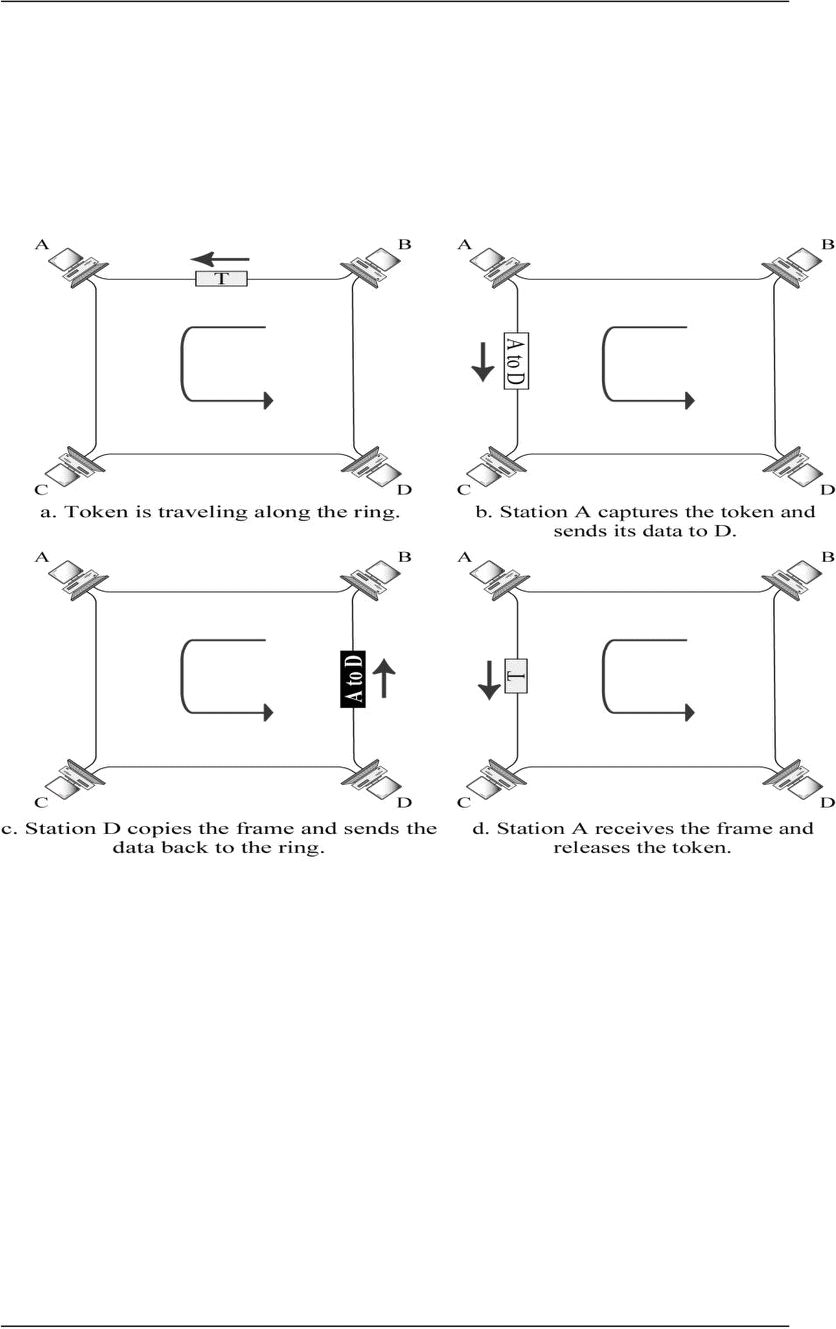 A
B
T
C
D
a. Token is traveling along the ring.
A
B
A to D
C
D
b. Station A captures the token and
sends its data to D.
A
B
A to D
C
D
c. Station D copies the frame and sends the
data back to the ring.
A
B
T
C
D
d. Station A receives the frame and
releases the token.